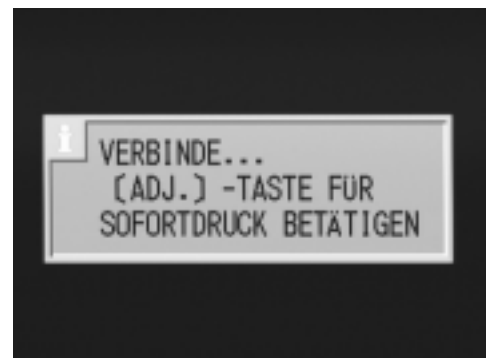 i
VERBINDE...
[ADJ.] -TASTE FÜR
SOFORTDRUCK BETÄTIGEN